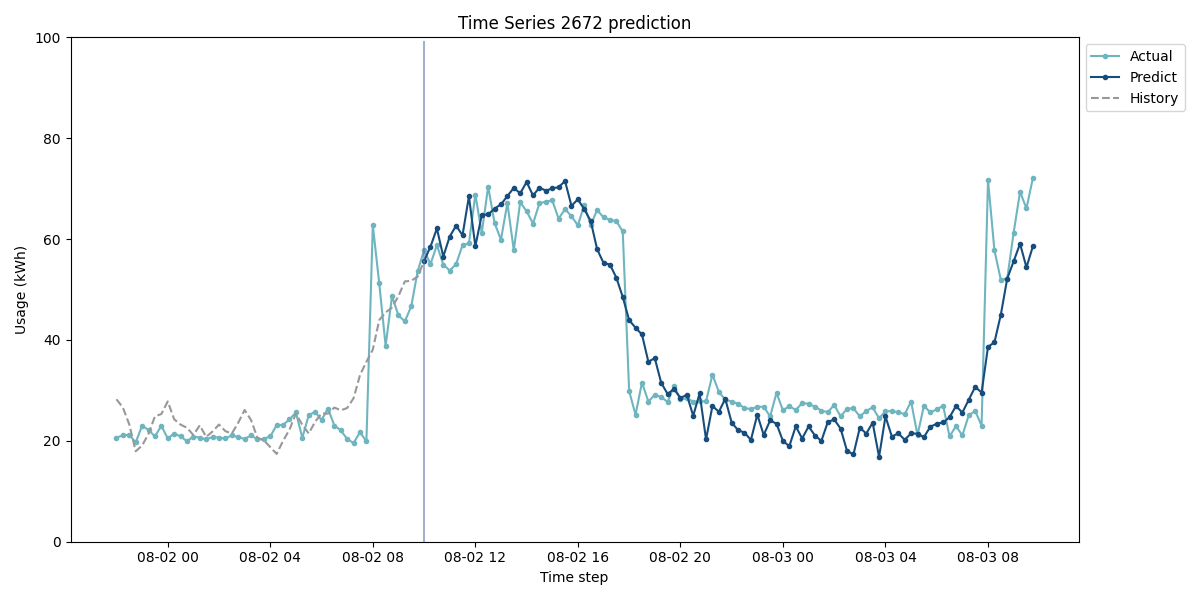 Time Series 2672 prediction
Actual
Predict
History
Usage (kWh)
100
80
60
40
20
0
08-02 00
08-02 04
08-02 08
08-02 12
08-02 16
08-02 20
08-03 00
08-03 04
08-03 08
Time step